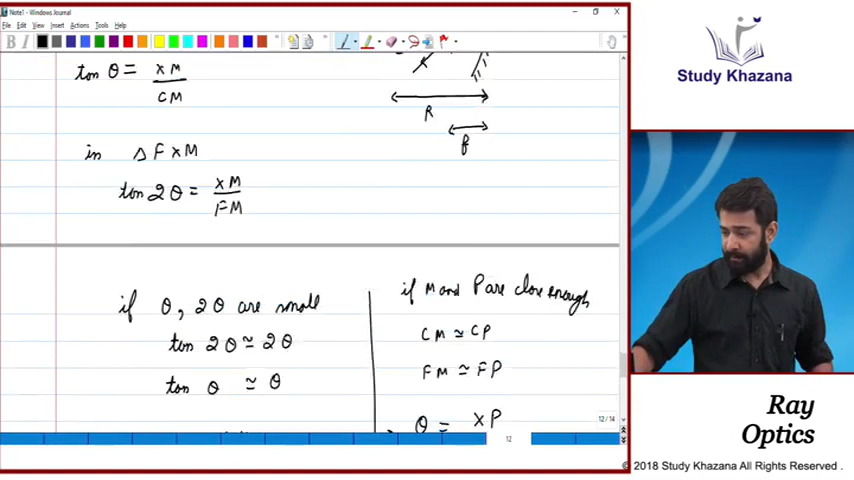 Note1 - Windows Journal
File Edit View Insert Actions Tools Help
B I
tan θ = XM / CM
R
f
in Δ FXM
tan 2θ = XM / FM
if θ, 2θ are small
tan 2θ ≅ 2θ
tan θ ≅ θ
if M and P are close enough
CM ≅ CP
FM ≅ FP
θ = XP
12/14
12
Study Khazana
Ray
Optics
© 2018 Study Khazana All Rights Reserved .